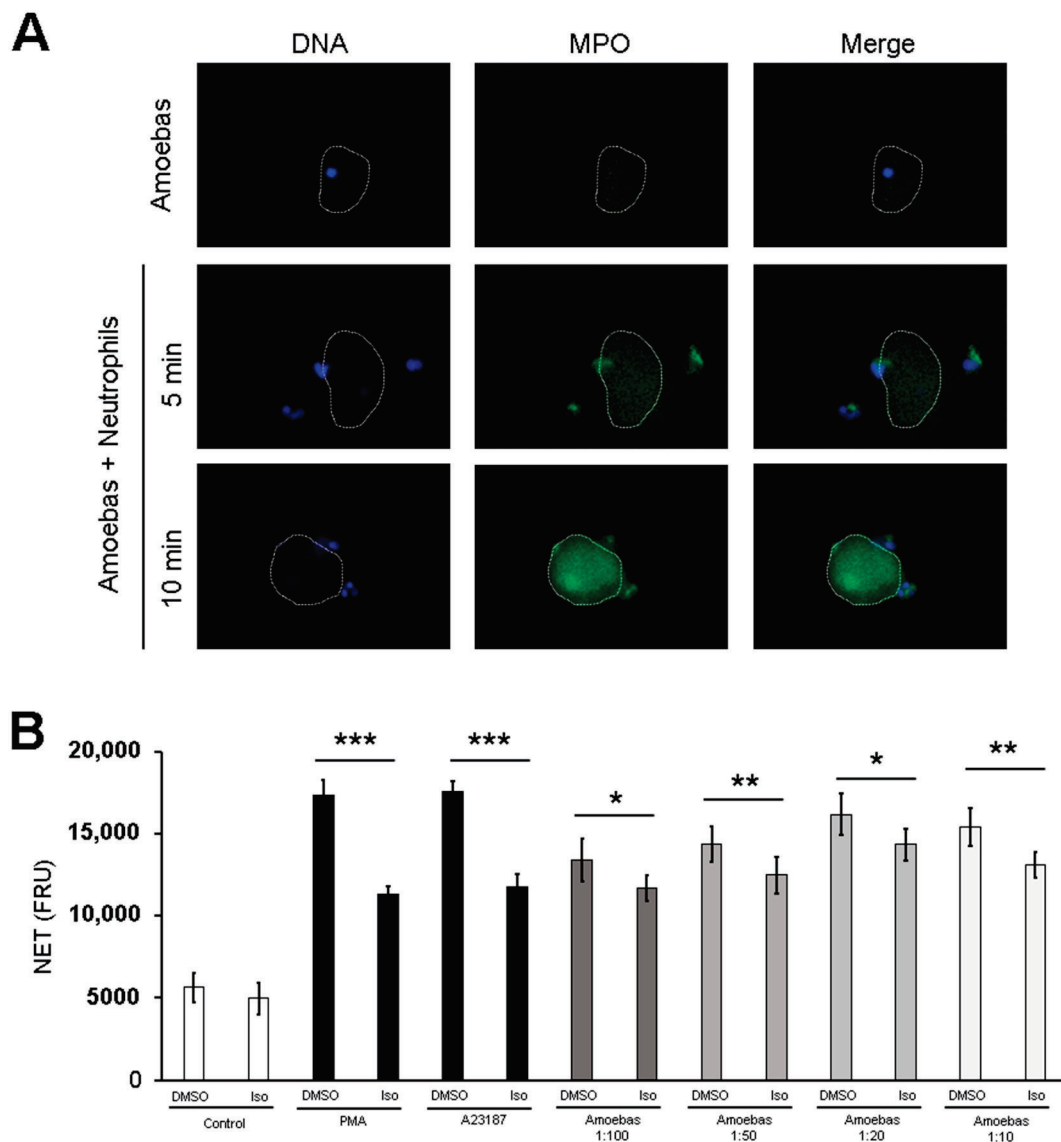 A
DNA MPO Merge
Amoebas
Amoebas + Neutrophils
5 min
10 min
B
NET (FRU)
20,000
15,000
10,000
5000
0
*** *** * ** * **
DMSO Iso DMSO Iso DMSO Iso DMSO Iso DMSO Iso DMSO Iso DMSO Iso
Control PMA A23187 Amoebas Amoebas Amoebas Amoebas
1:100 1:50 1:20 1:10